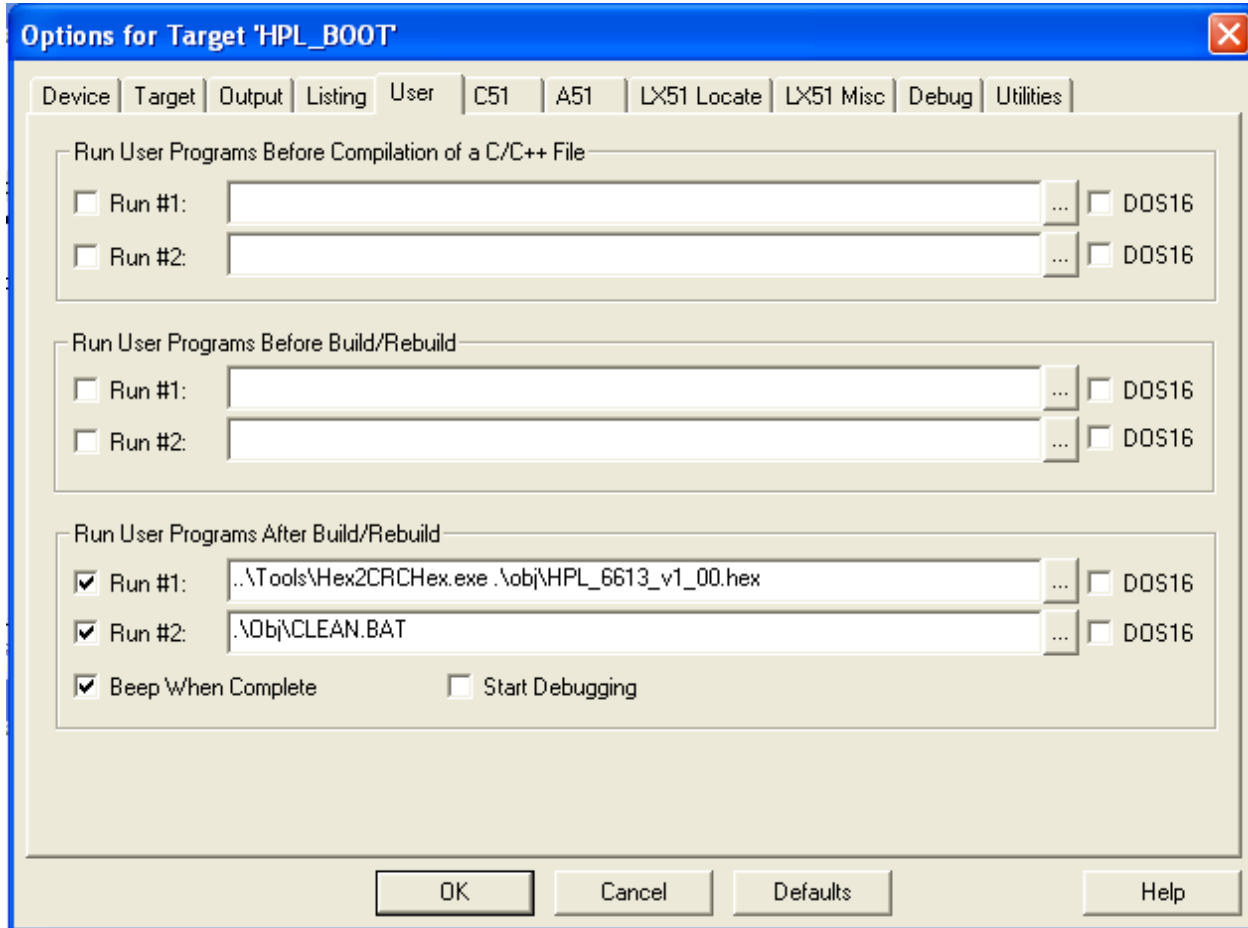 Options for Target 'HPL_BOOT'
Device Target Output Listing User C51 A51 LX51 Locate LX51 Misc Debug Utilities
Run User Programs Before Compilation of a C/C++ File
Run #1: ... DOS16
Run #2: ... DOS16
Run User Programs Before Build/Rebuild
Run #1: ... DOS16
Run #2: ... DOS16
Run User Programs After Build/Rebuild
Run #1: ..\Tools\Hex2CRCHex.exe .\obj\HPL_6613_v1_00.hex ... DOS16
Run #2: .\Obj\CLEAN.BAT ... DOS16
Beep When Complete Start Debugging
OK Cancel Defaults Help